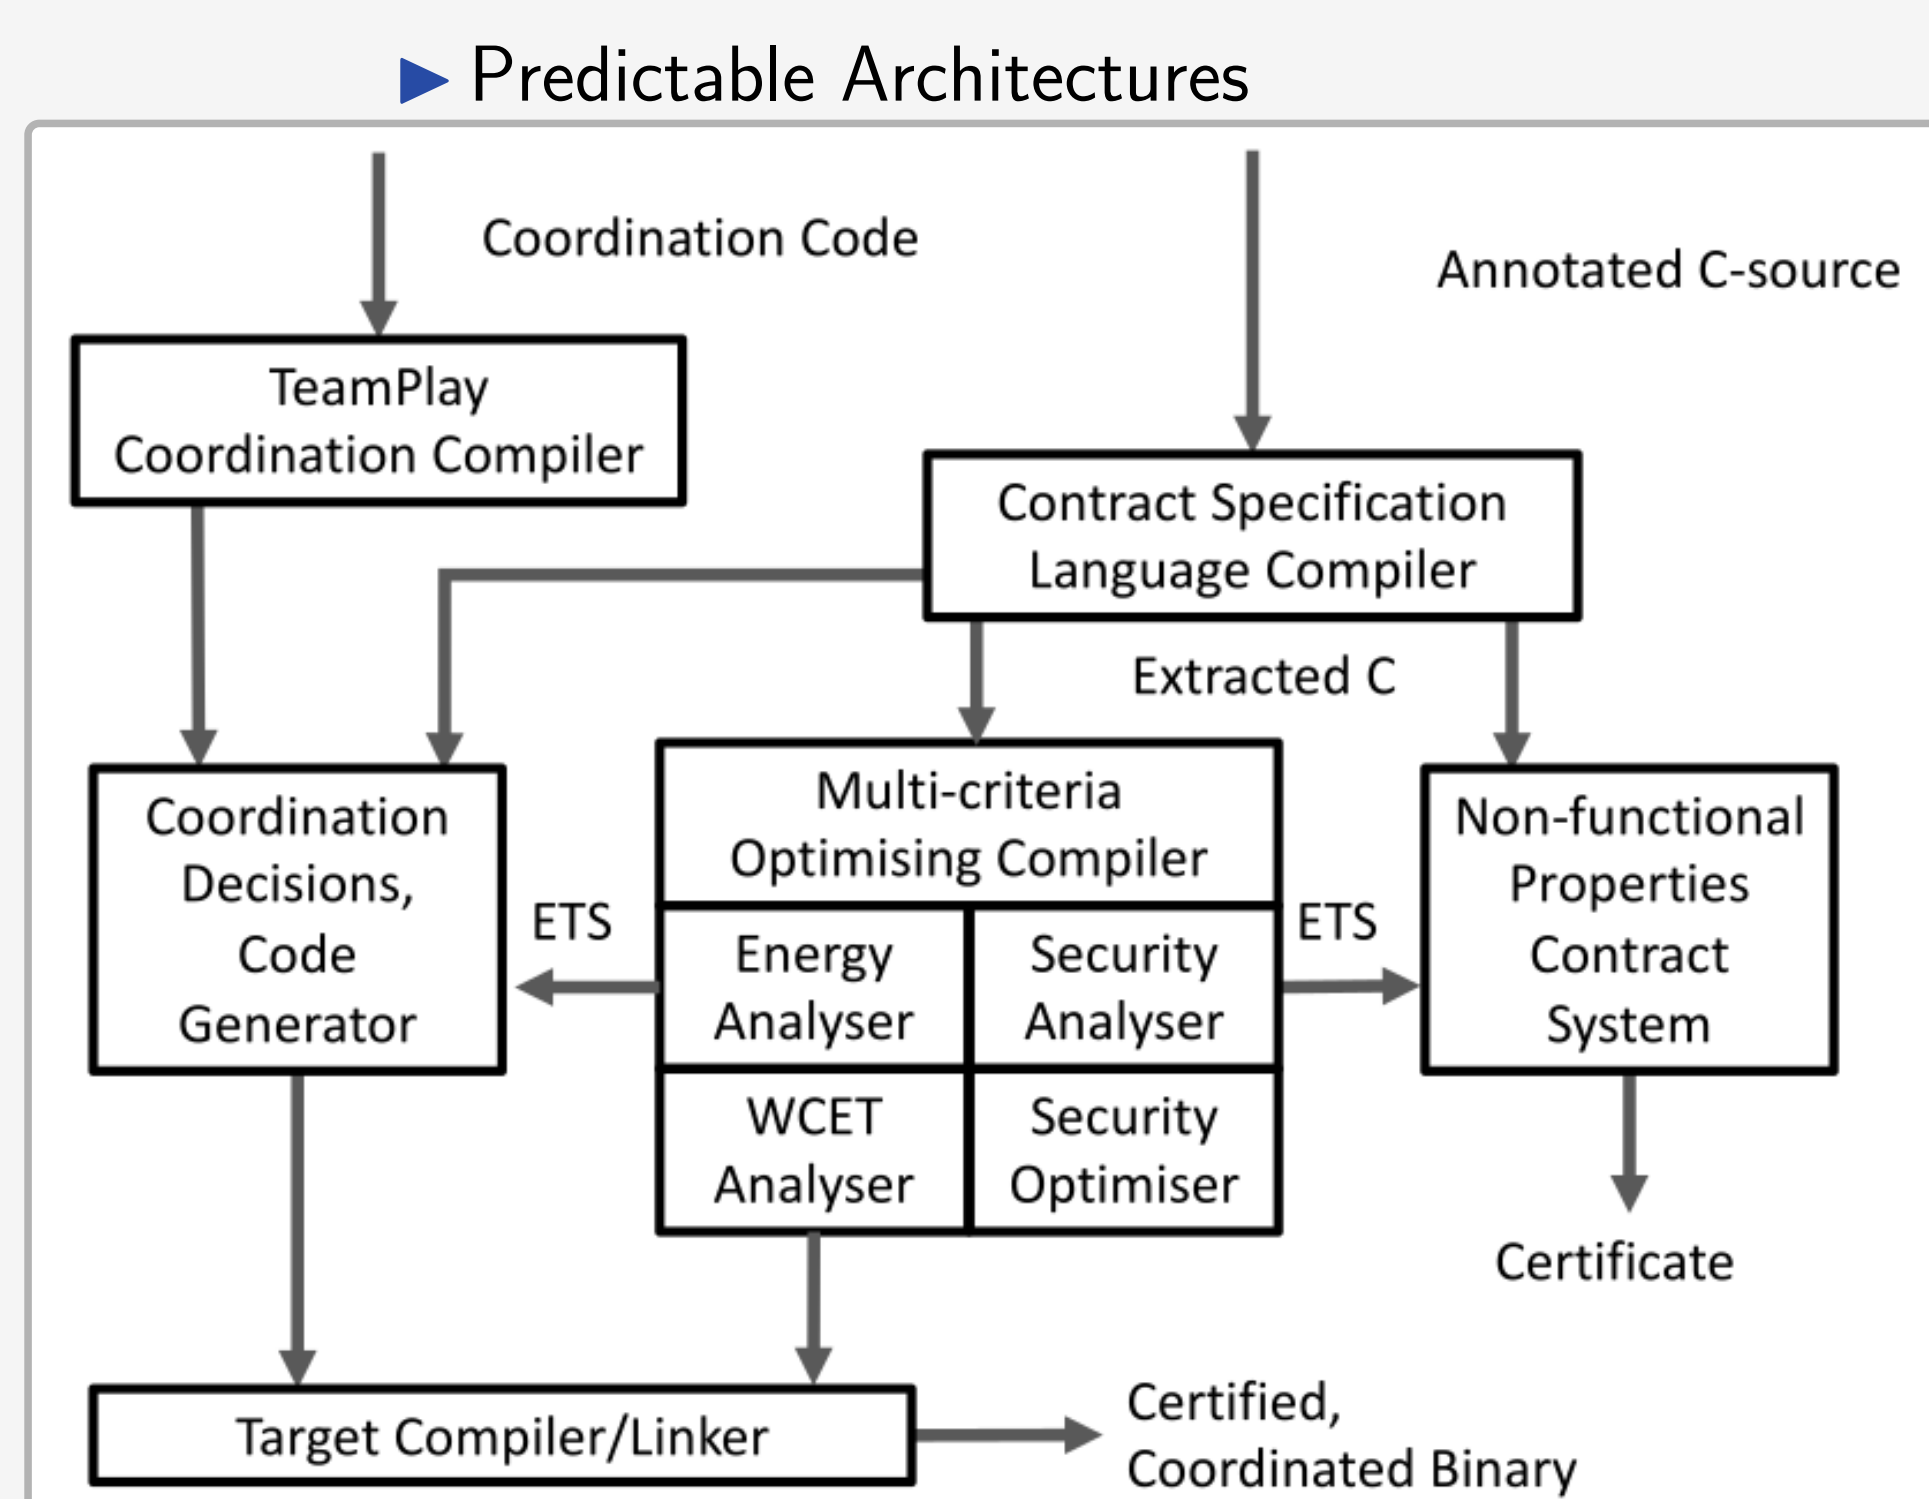 ▶ Predictable Architectures
Coordination Code
Annotated C-source
TeamPlay
Coordination Compiler
Contract Specification
Language Compiler
Extracted C
Coordination
Decisions,
Code
Generator
ETS
Multi-criteria
Optimising Compiler
Energy
Analyser
Security
Analyser
WCET
Analyser
Security
Optimiser
ETS
Non-functional
Properties
Contract
System
Certificate
Target Compiler/Linker
Certified,
Coordinated Binary